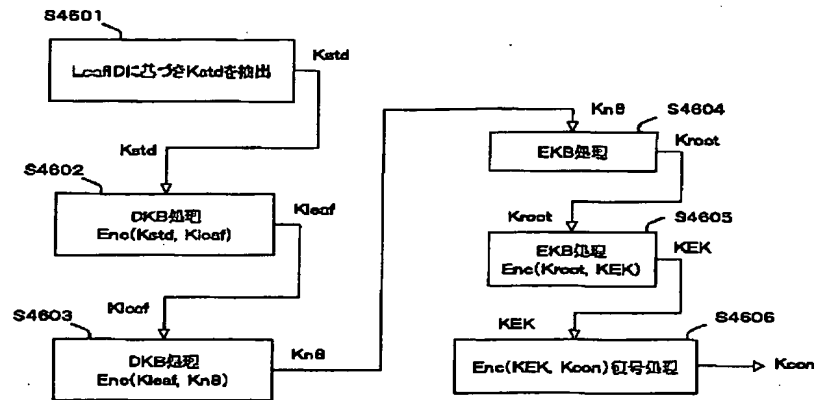 S4601
LeafIDに基づきKstdを抽出
Kstd
Kstd
S4602
DKB処理
Enc(Kstd, Kleaf)
Kleaf
Kleaf
S4603
DKB処理
Enc(Kleaf, Kn8)
Kn8
Kn8
S4604
EKB処理
Kroot
Kroot
S4605
EKB処理
Enc(Kroot, KEK)
KEK
KEK
S4606
Enc(KEK, Kcon)復号処理
Kcon